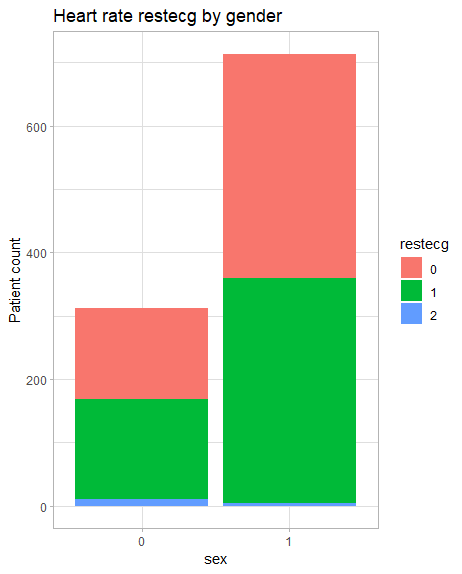 Heart rate restecg by gender
Patient count
600
400
200
0
0 1
sex
restecg
0
1
2